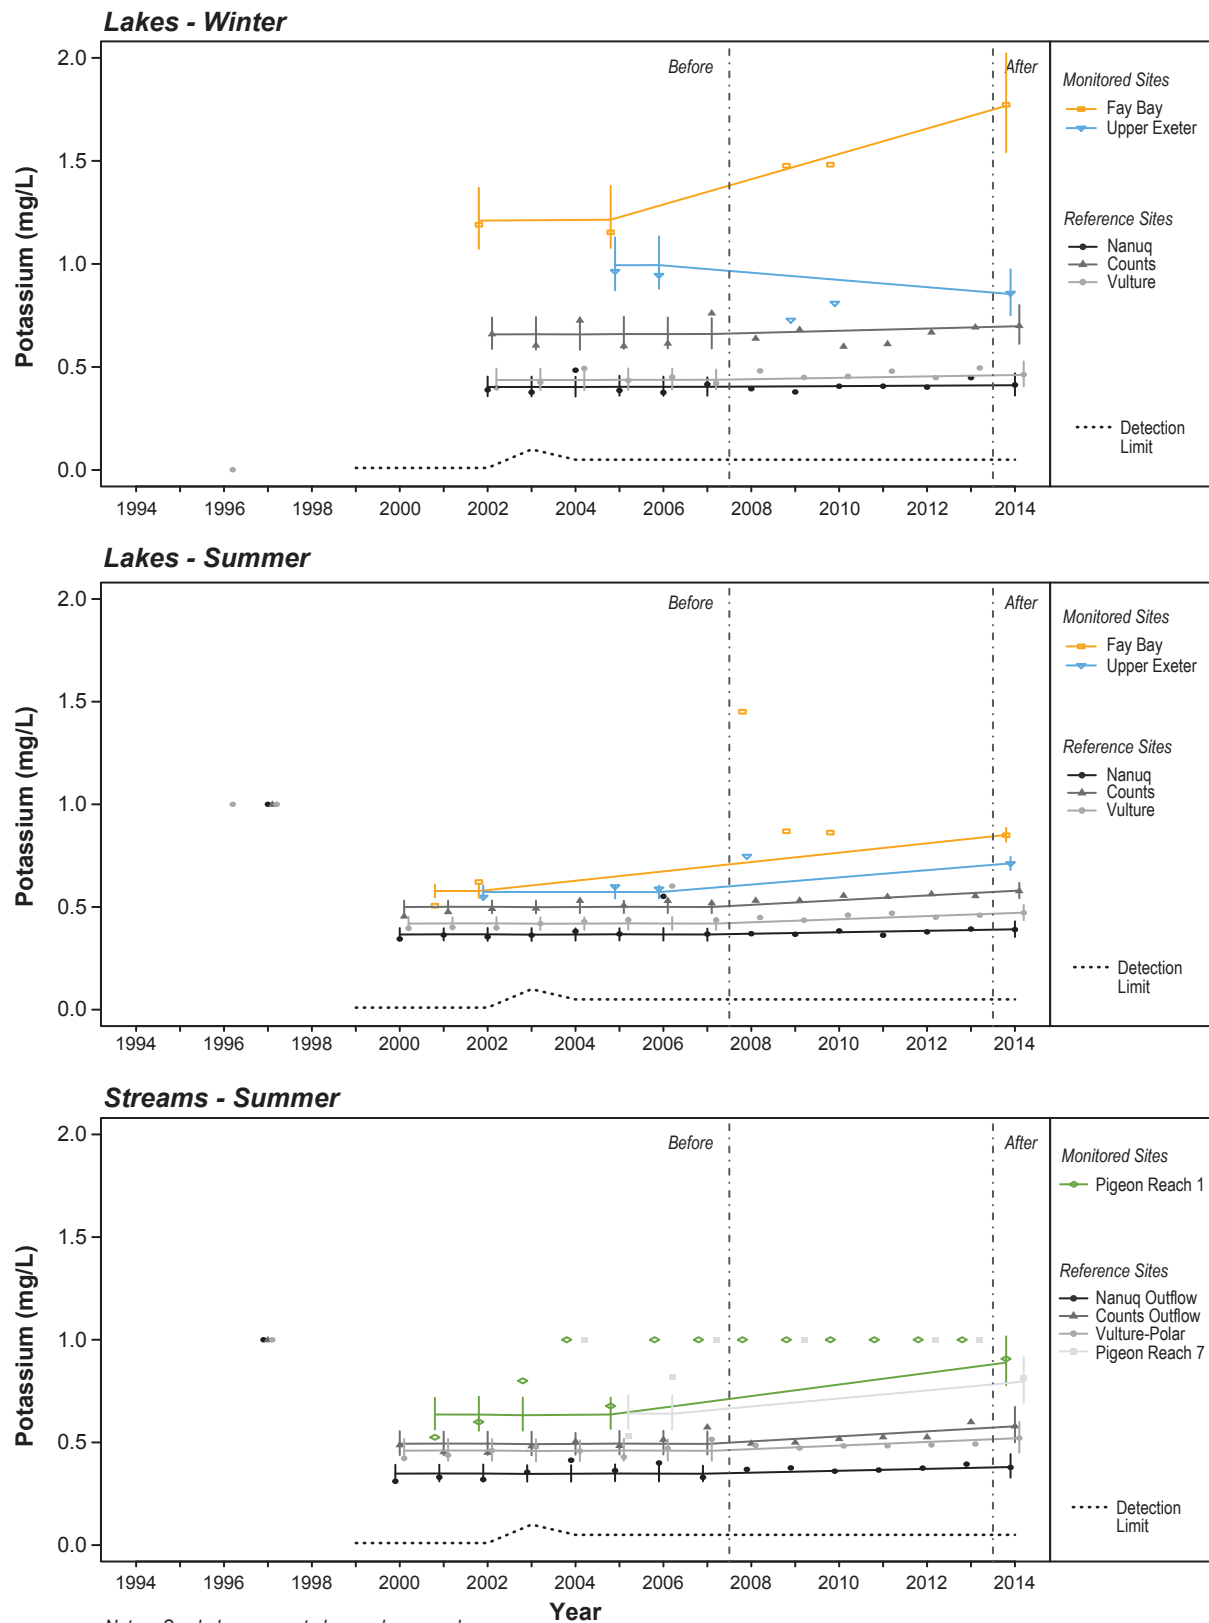 Lakes - Winter
Potassium (mg/L)
2.0
1.5
1.0
0.5
0.0
Before
After
1994 1996 1998 2000 2002 2004 2006 2008 2010 2012 2014
Monitored Sites
Fay Bay
Upper Exeter
Reference Sites
Nanuq
Counts
Vulture
Detection
Limit
Lakes - Summer
Potassium (mg/L)
2.0
1.5
1.0
0.5
0.0
Before
After
1994 1996 1998 2000 2002 2004 2006 2008 2010 2012 2014
Monitored Sites
Fay Bay
Upper Exeter
Reference Sites
Nanuq
Counts
Vulture
Detection
Limit
Streams - Summer
Potassium (mg/L)
2.0
1.5
1.0
0.5
0.0
Before
After
1994 1996 1998 2000 2002 2004 2006 2008 2010 2012 2014
Monitored Sites
Pigeon Reach 1
Reference Sites
Nanuq Outflow
Counts Outflow
Vulture-Polar
Pigeon Reach 7
Detection
Limit
Year